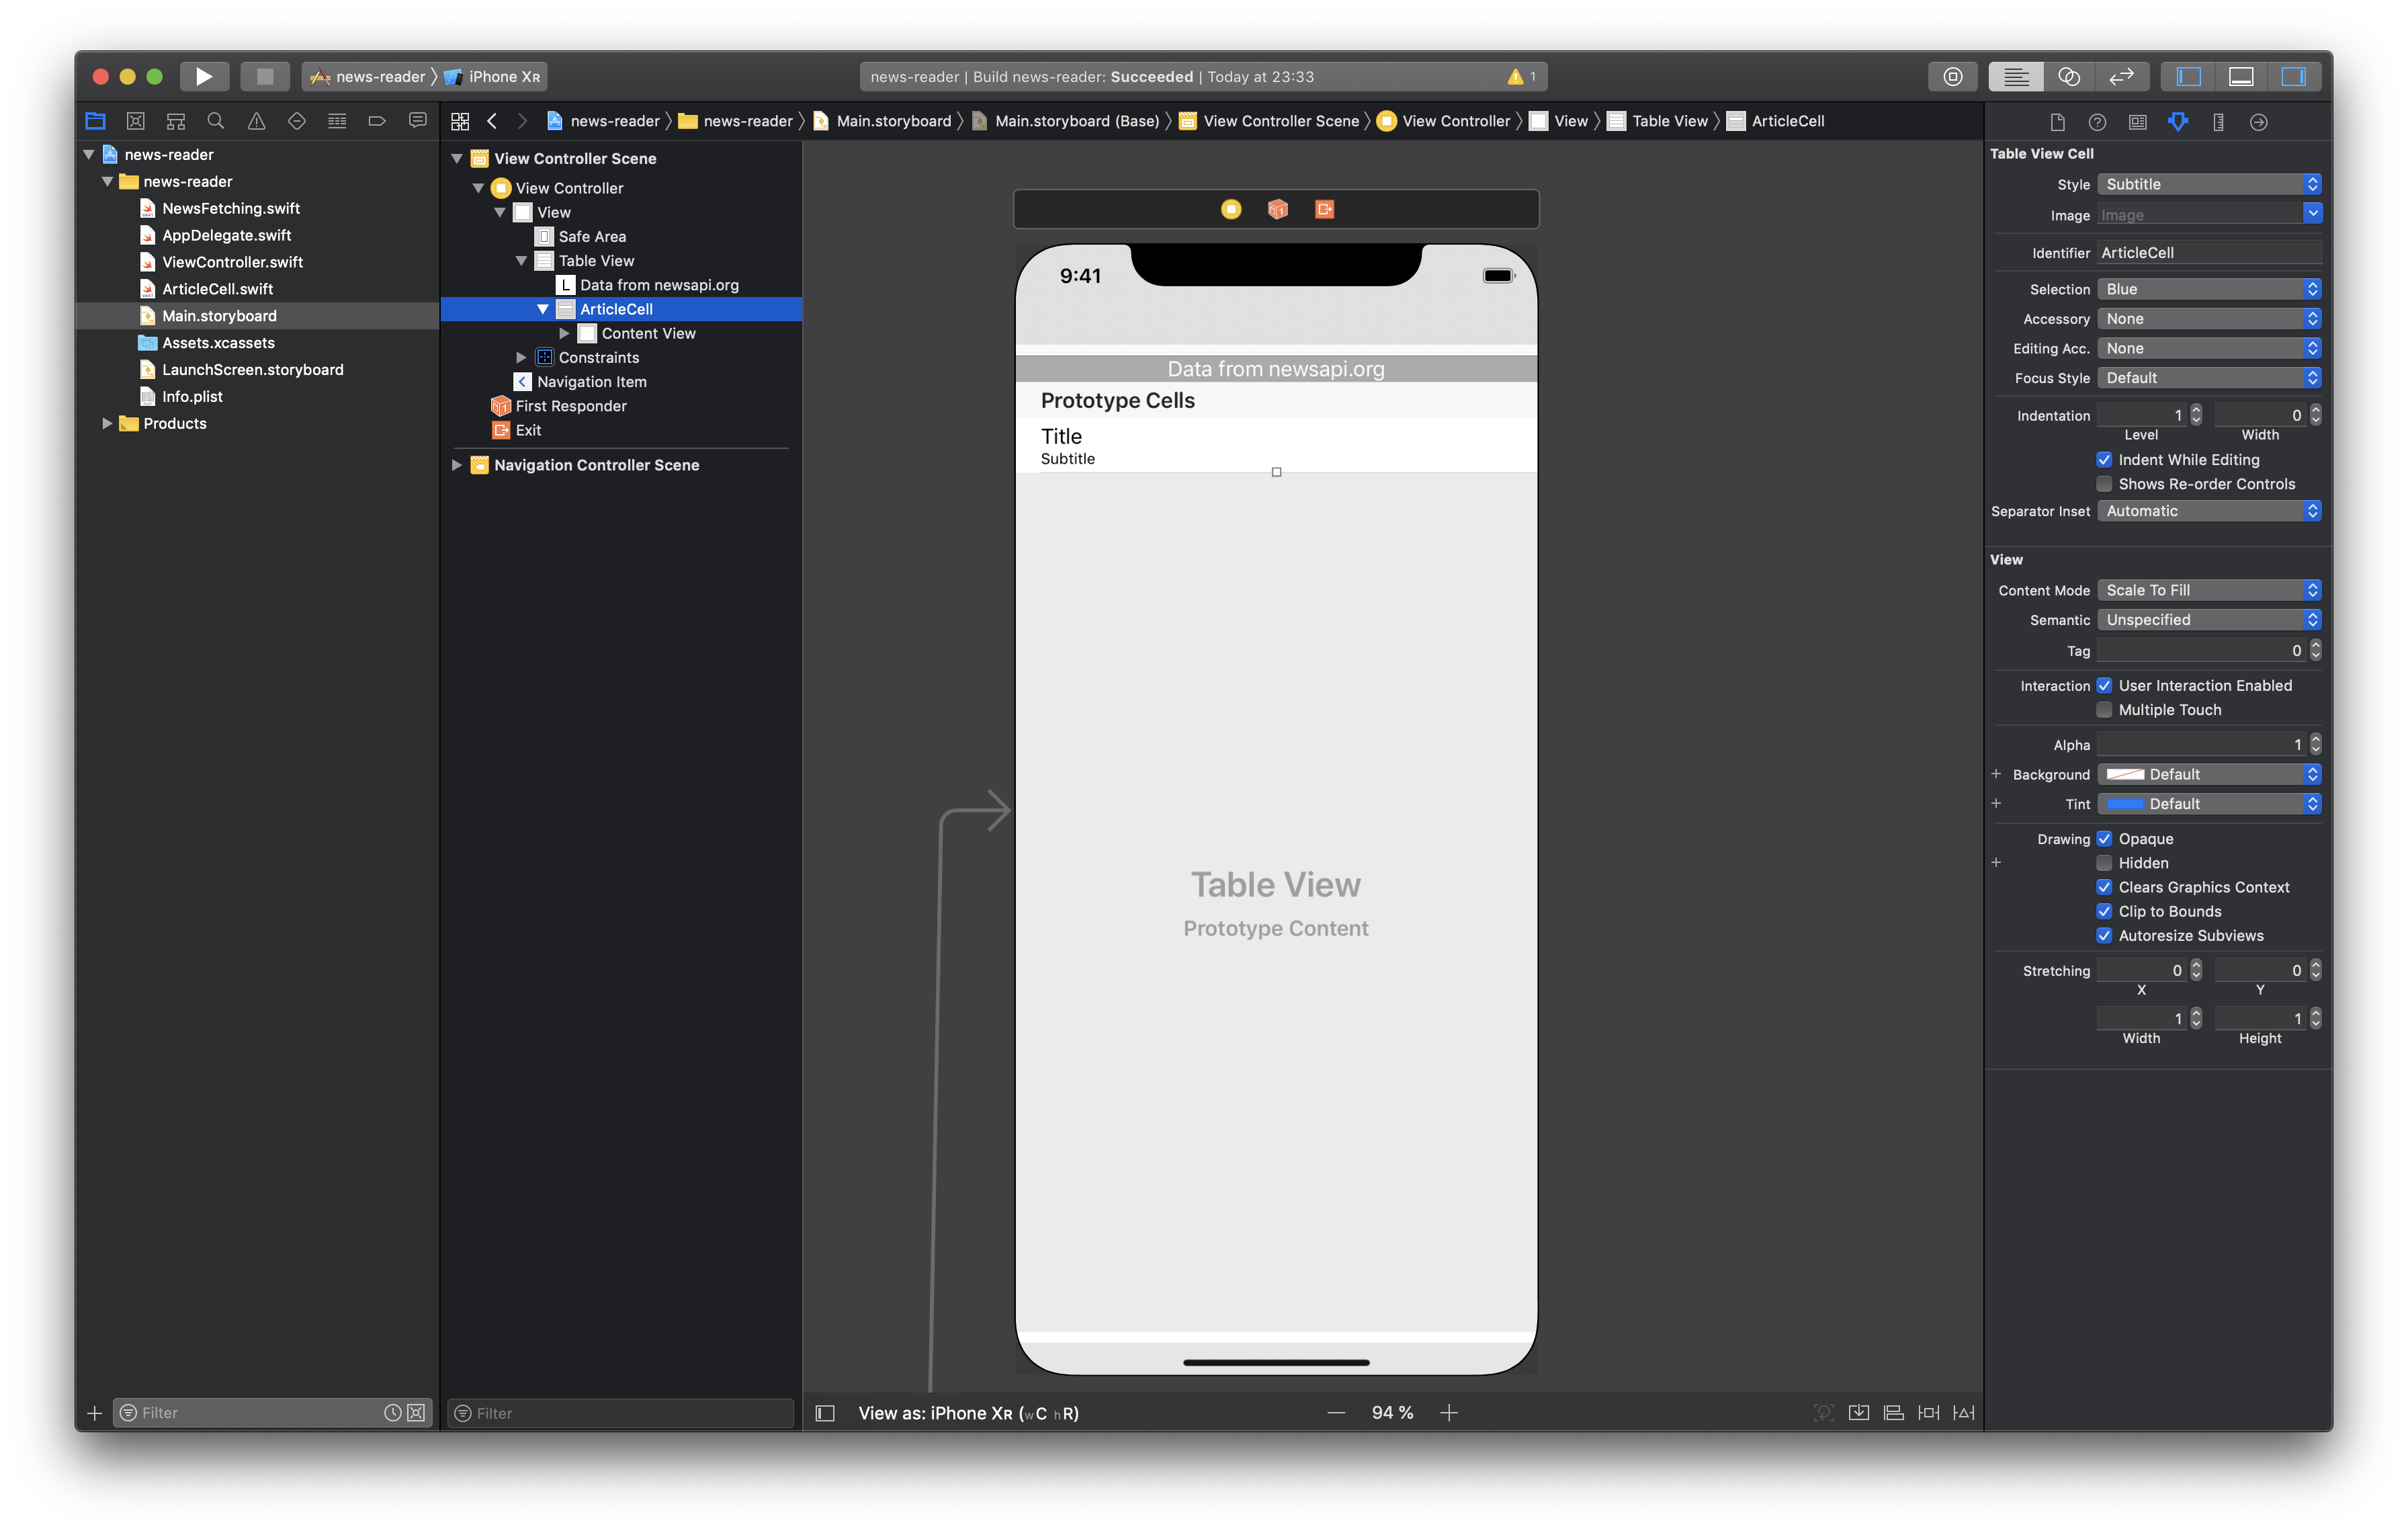 news-reader iPhone XR
news-reader | Build news-reader: Succeeded | Today at 23:33 1
news-reader
news-reader
NewsFetching.swift
AppDelegate.swift
ViewController.swift
ArticleCell.swift
Main.storyboard
Assets.xcassets
LaunchScreen.storyboard
Info.plist
Products
Filter
news-reader news-reader Main.storyboard Main.storyboard (Base) View Controller Scene View Controller View Table View ArticleCell
View Controller Scene
View Controller
View
Safe Area
Table View
L Data from newsapi.org
ArticleCell
Content View
Constraints
Navigation Item
First Responder
Exit
Navigation Controller Scene
Filter
9:41
Data from newsapi.org
Prototype Cells
Title
Subtitle
Table View
Prototype Content
View as: iPhone XR (wC hR)
94 %
Table View Cell
Style Subtitle
Image Image
Identifier ArticleCell
Selection Blue
Accessory None
Editing Acc. None
Focus Style Default
Indentation 1 0
Level Width
Indent While Editing
Shows Re-order Controls
Separator Inset Automatic
View
Content Mode Scale To Fill
Semantic Unspecified
Tag 0
Interaction User Interaction Enabled
Multiple Touch
Alpha 1
+ Background Default
+ Tint Default
Drawing Opaque
+ Hidden
Clears Graphics Context
Clip to Bounds
Autoresize Subviews
Stretching 0 0
X Y
1 1
Width Height